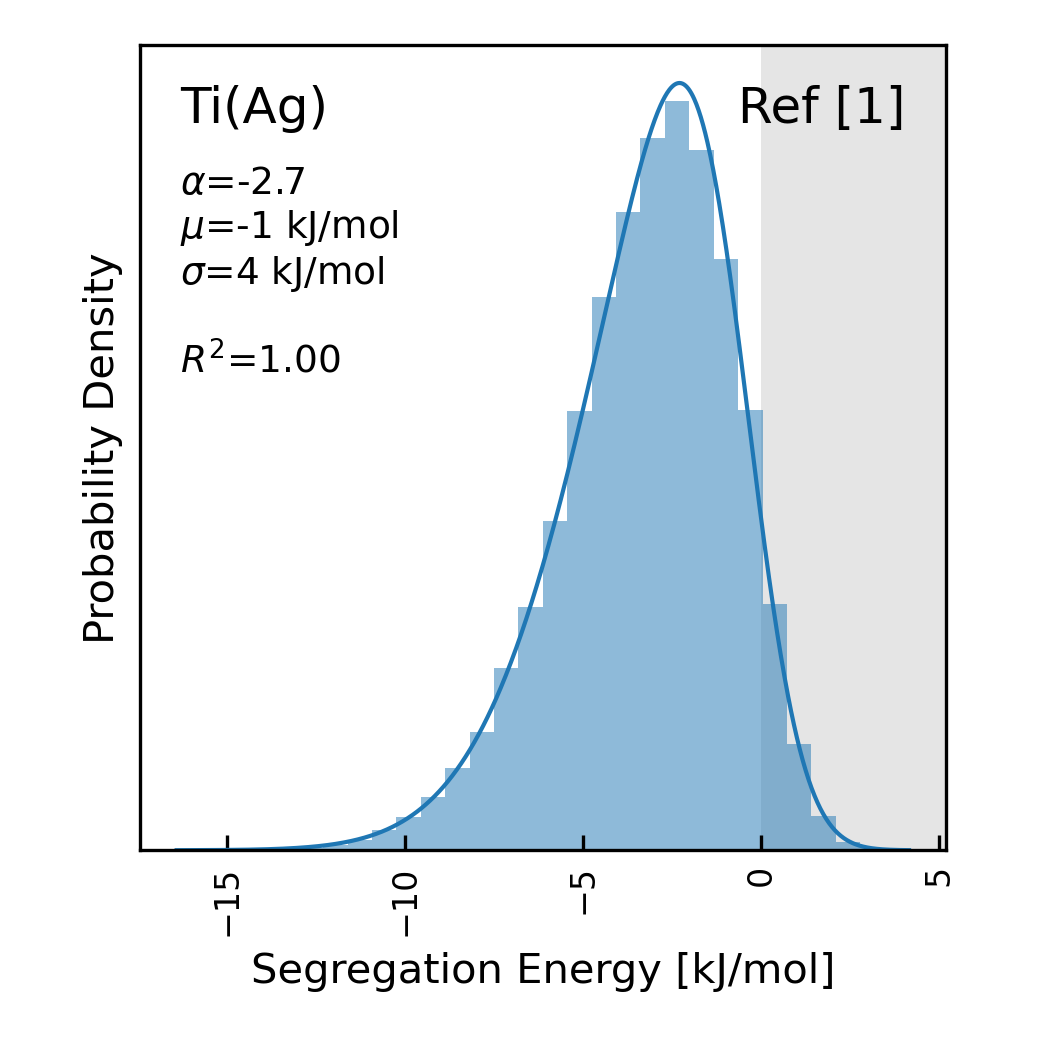 Ti(Ag)
Ref [1]
α=-2.7
μ=-1 kJ/mol
σ=4 kJ/mol
R²=1.00
Probability Density
−15
−10
−5
0
5
Segregation Energy [kJ/mol]